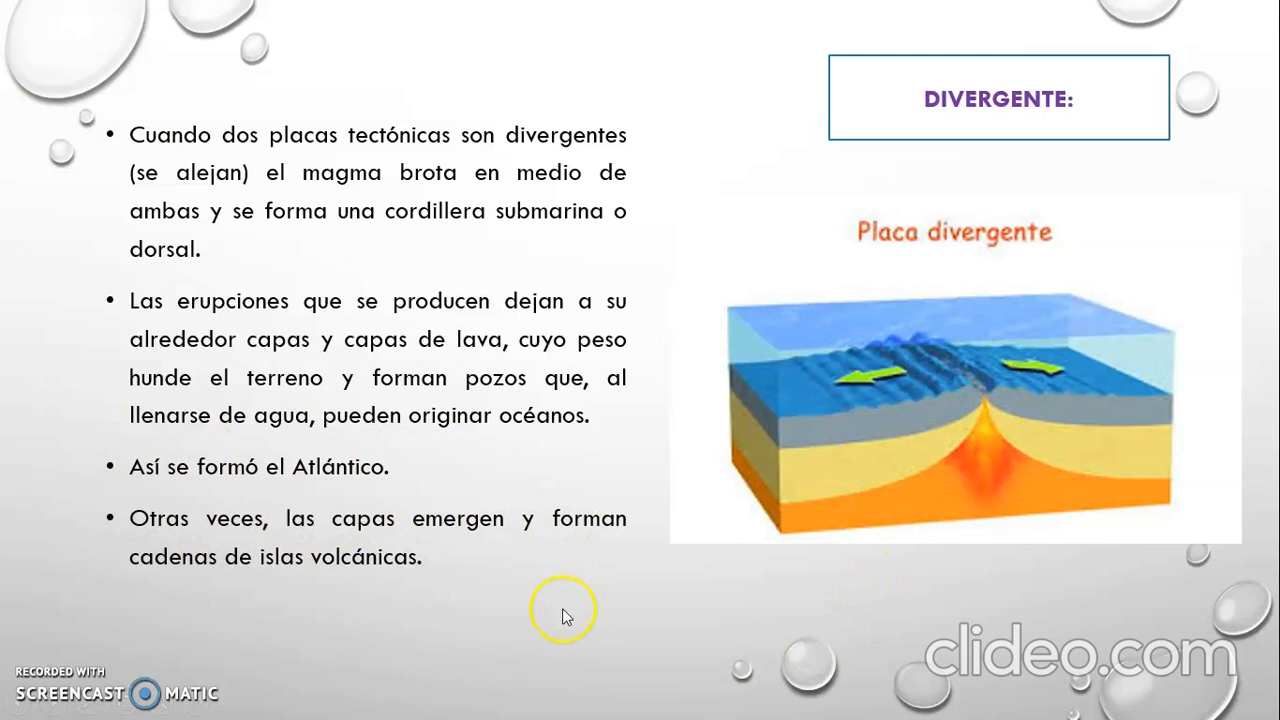 DIVERGENTE:
• Cuando dos placas tectónicas son divergentes
(se alejan) el magma brota en medio de
ambas y se forma una cordillera submarina o
dorsal.
• Las erupciones que se producen dejan a su
alrededor capas y capas de lava, cuyo peso
hunde el terreno y forman pozos que, al
llenarse de agua, pueden originar océanos.
• Así se formó el Atlántico.
• Otras veces, las capas emergen y forman
cadenas de islas volcánicas.
Placa divergente
clideo.com
RECORDED WITH
SCREENCAST MATIC